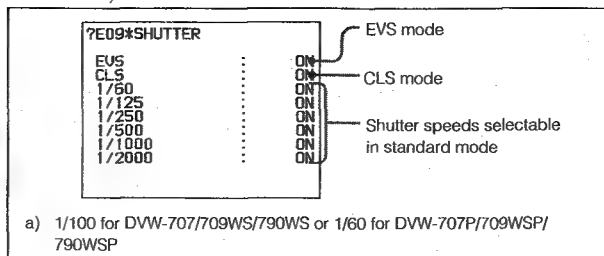 ?E09*SHUTTER
EVS : ON
CLS : ON
1/60 : ON
1/125 : ON
1/250 : ON
1/500 : ON
1/1000 : ON
1/2000 : ON
EVS mode
CLS mode
Shutter speeds selectable
in standard mode
a) 1/100 for DVW-707/709WS/790WS or 1/60 for DVW-707P/709WSP/
790WSP